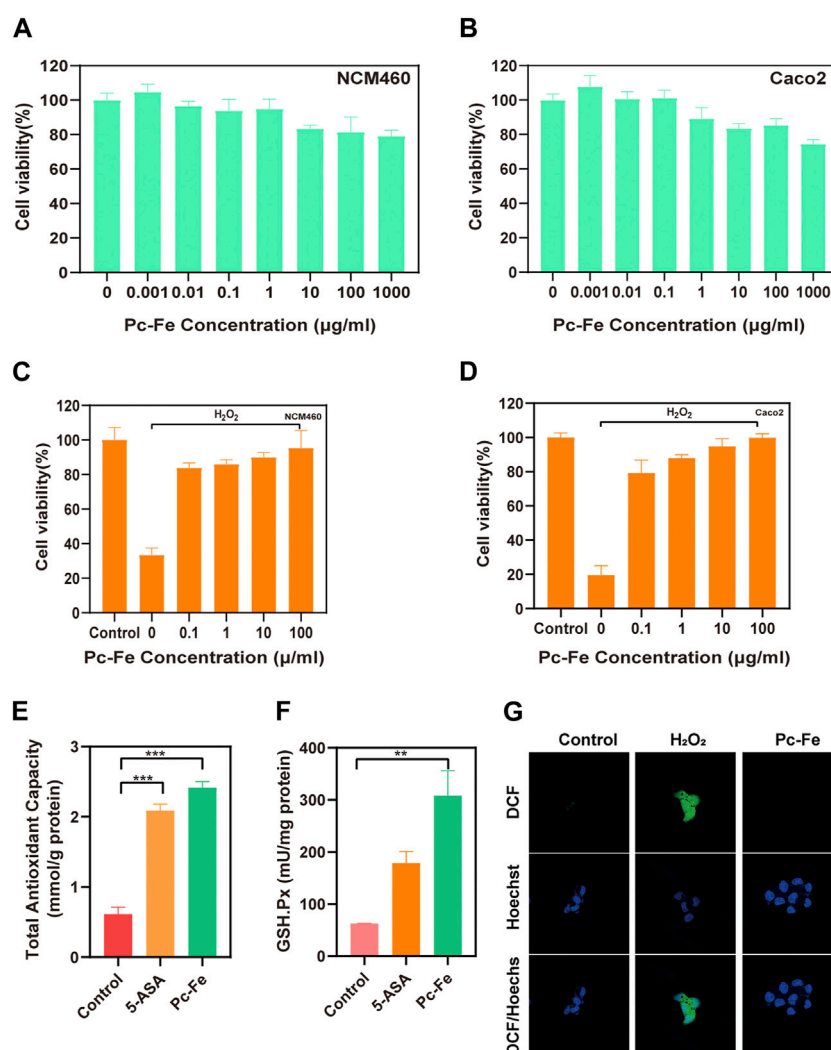 A
NCM460
Cell viability(%)
120
100
80
60
40
20
0
0 0.001 0.01 0.1 1 10 100 1000
Pc-Fe Concentration (µg/ml)
B
Caco2
Cell viability(%)
120
100
80
60
40
20
0
0 0.001 0.01 0.1 1 10 100 1000
Pc-Fe Concentration (µg/ml)
C
H₂O₂
NCM460
Cell viability(%)
120
100
80
60
40
20
0
Control 0 0.1 1 10 100
Pc-Fe Concentration (µ/ml)
D
H₂O₂
Caco2
Cell viability(%)
120
100
80
60
40
20
0
Control 0 0.1 1 10 100
Pc-Fe Concentration (µg/ml)
E
Total Antioxidant Capacity
(mmol/g protein)
3
2
1
0
***
***
Control 5-ASA Pc-Fe
F
GSH.Px (mU/mg protein)
400
300
200
100
0
**
Control 5-ASA Pc-Fe
G
Control H₂O₂ Pc-Fe
DCF
Hoechst
DCF/Hoechs